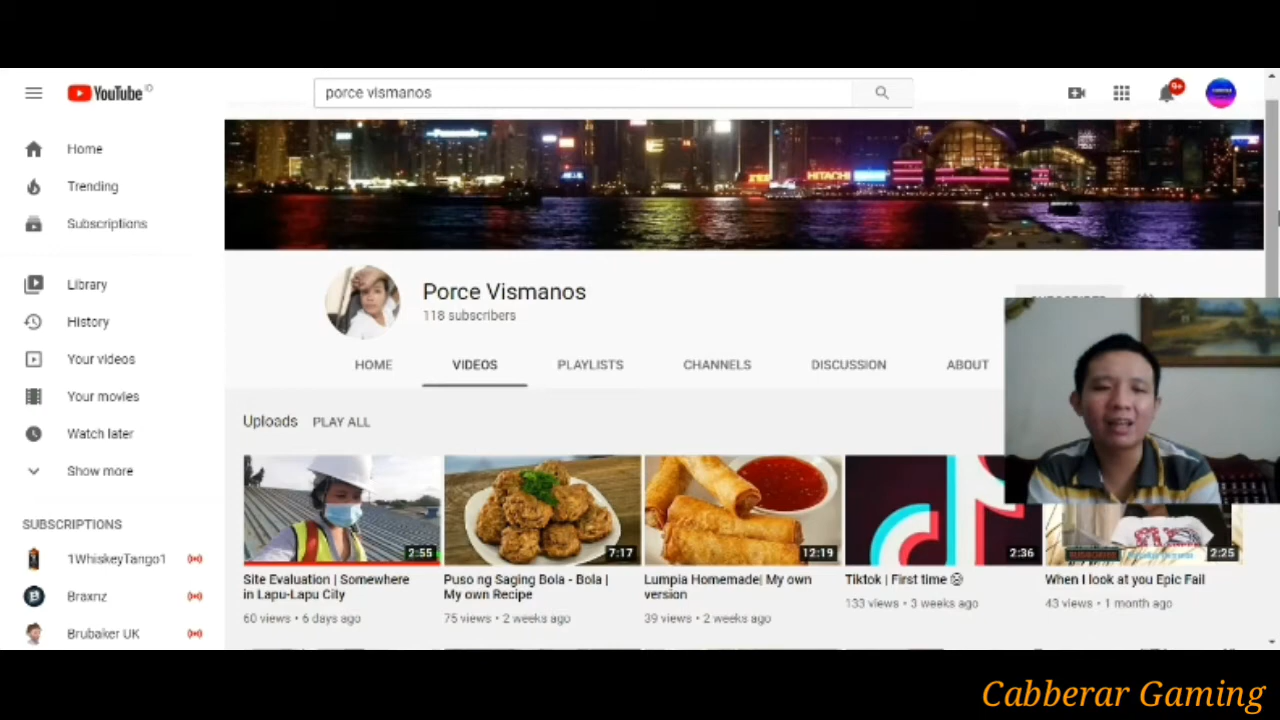 YouTube
porce vismanos
9+
Home
Trending
Subscriptions
Library
History
Your videos
Your movies
Watch later
Show more
SUBSCRIPTIONS
1WhiskeyTango1
Braxnz
Brubaker UK
HITACHI
Porce Vismanos
118 subscribers
HOME VIDEOS PLAYLISTS CHANNELS DISCUSSION ABOUT
Uploads PLAY ALL
2:55
Site Evaluation | Somewhere
in Lapu-Lapu City
60 views • 6 days ago
7:17
Puso ng Saging Bola - Bola |
My own Recipe
75 views • 2 weeks ago
12:19
Lumpia Homemade| My own
version
39 views • 2 weeks ago
2:36
Tiktok | First time
133 views • 3 weeks ago
2:25
When I look at you Epic Fail
43 views • 1 month ago
Cabberar Gaming